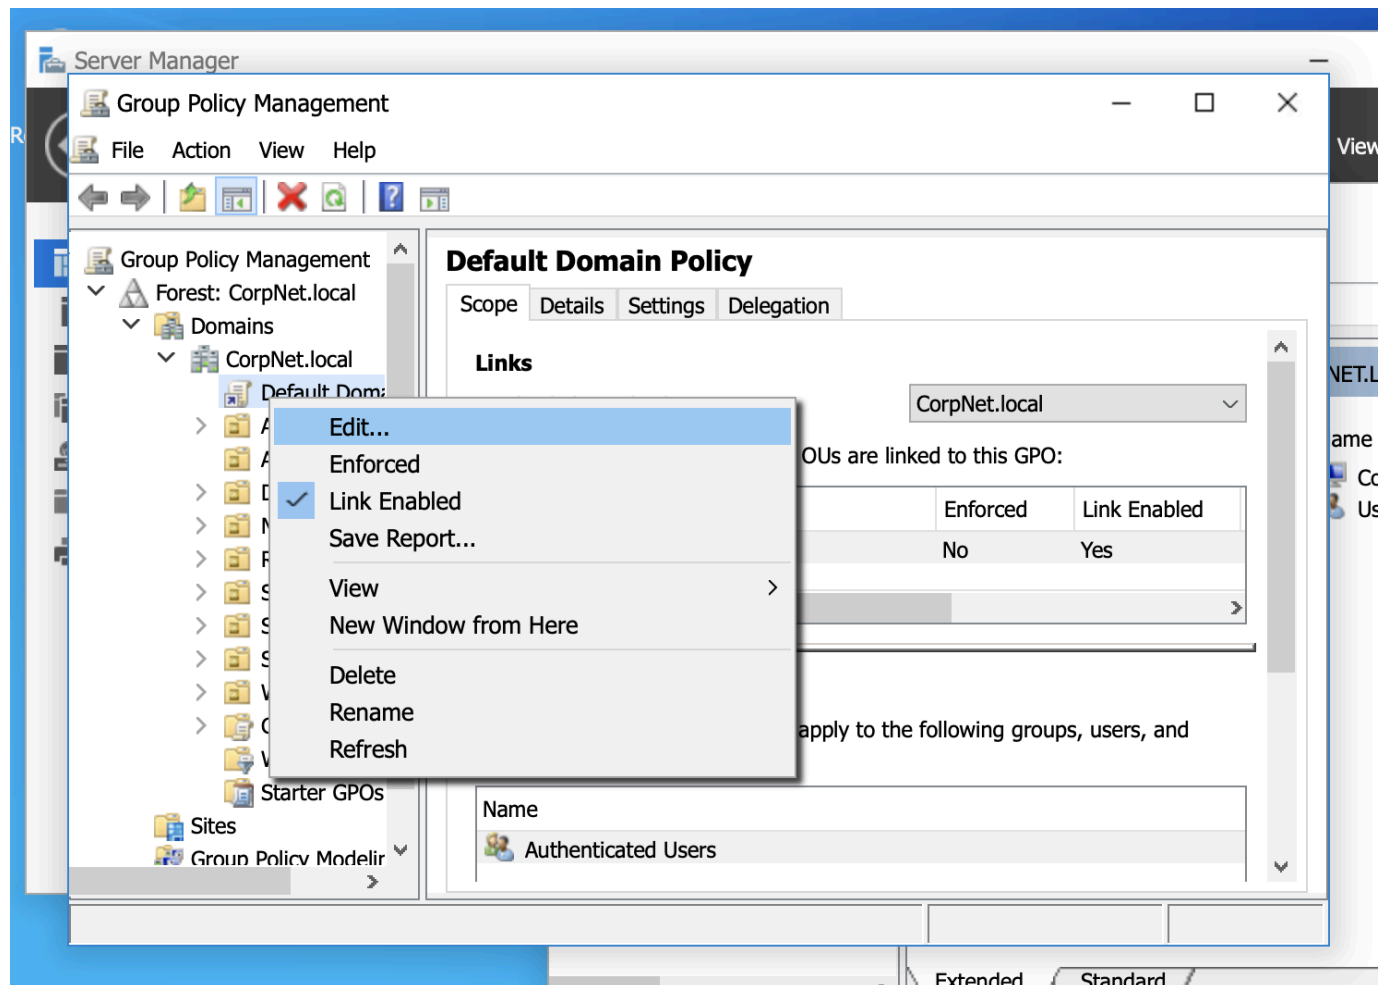 Server Manager
Group Policy Management
File Action View Help
View
Group Policy Management
Forest: CorpNet.local
Domains
CorpNet.local
Default Doma
Default Domain Policy
Scope Details Settings Delegation
Links
CorpNet.local
OUs are linked to this GPO:
Enforced Link Enabled
No Yes
Edit...
Enforced
Link Enabled
Save Report...
View
New Window from Here
Delete
Rename
Refresh
apply to the following groups, users, and
Name
Authenticated Users
Starter GPOs
Sites
Group Policy Modelin
NET.L
ame
Co
Us
Extended Standard